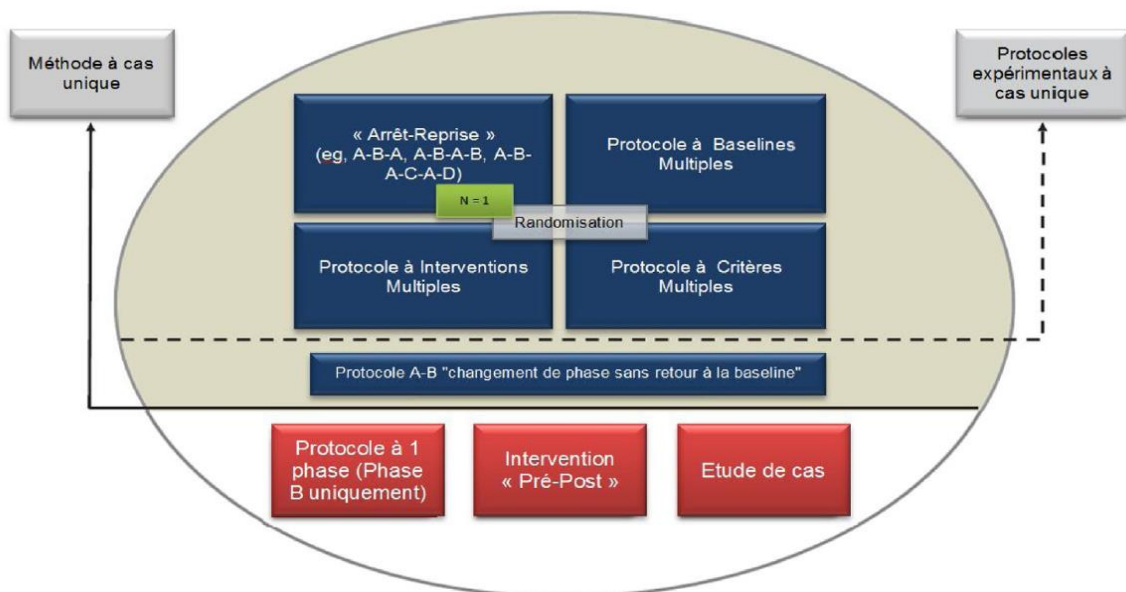 Méthode à cas
unique
Protocoles
expérimentaux à
cas unique
« Arrêt-Reprise »
(eg, A-B-A, A-B-A-B, A-B-
A-C-A-D)
Protocole à Baselines
Multiples
N = 1
Randomisation
Protocole à Interventions
Multiples
Protocole à Critères
Multiples
Protocole A-B "changement de phase sans retour à la baseline"
Protocole à 1
phase (Phase
B uniquement)
Intervention
« Pré-Post »
Etude de cas